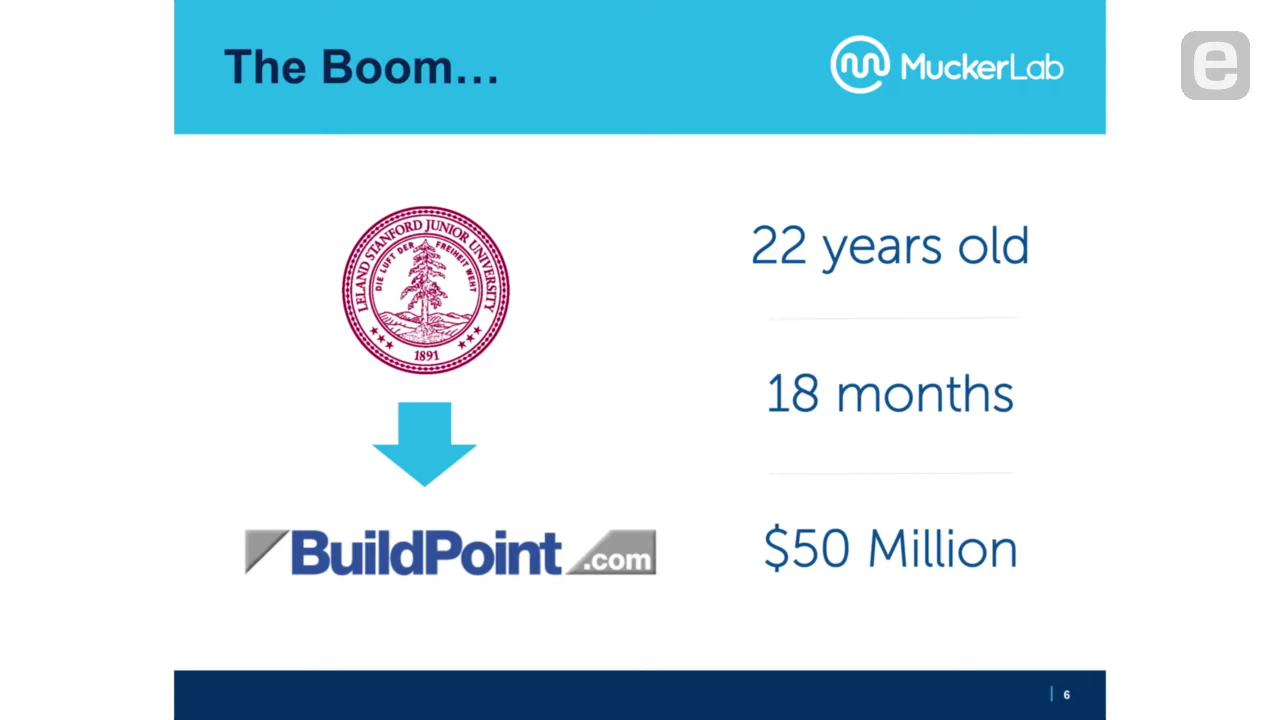 The Boom…
MuckerLab
e
LELAND STANFORD JUNIOR UNIVERSITY
DIE LUFT DER FREIHEIT WEHT
1891
22 years old
18 months
BuildPoint.com
$50 Million
6